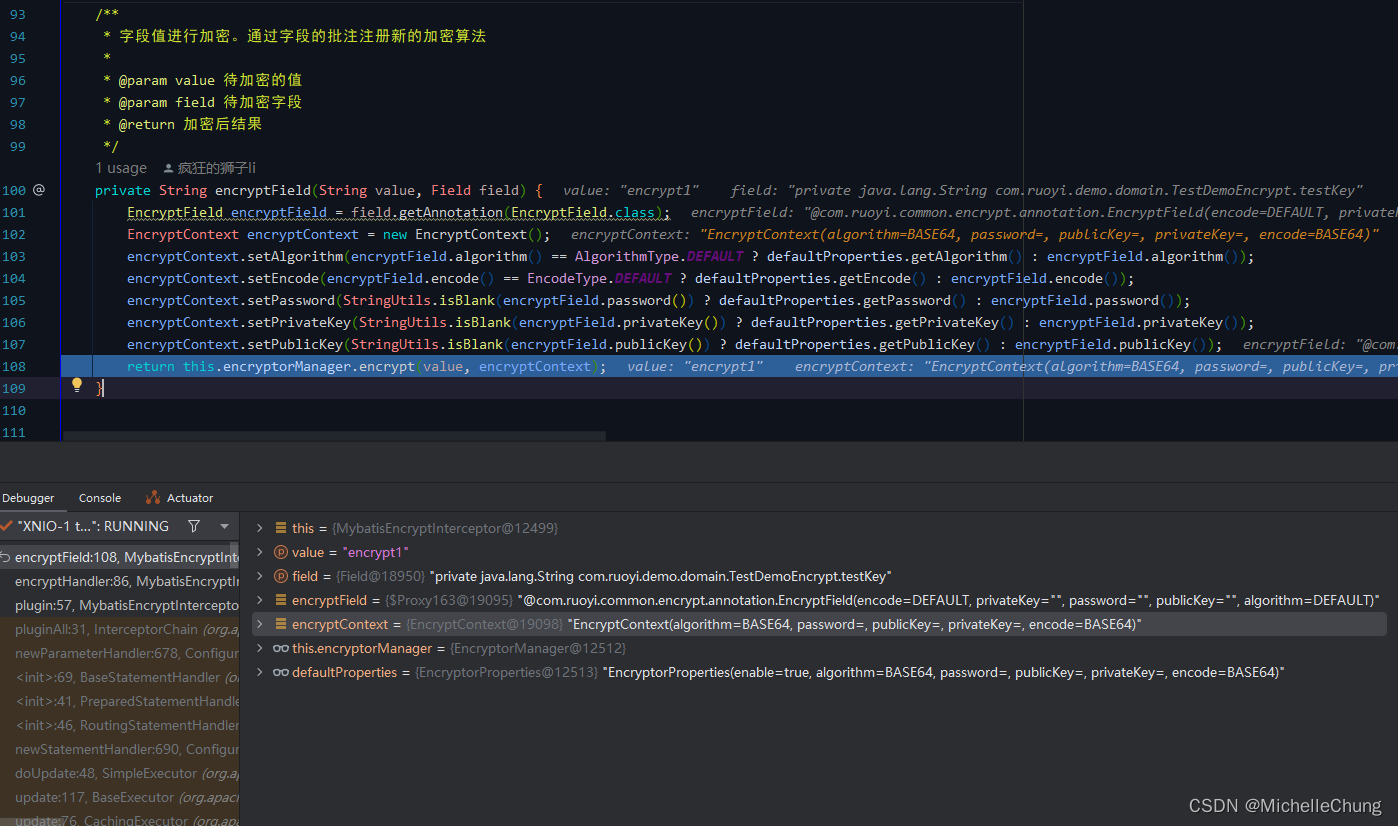 93 /**
94 * 字段值进行加密。通过字段的批注注册新的加密算法
95 *
96 * @param value 待加密的值
97 * @param field 待加密字段
98 * @return 加密后结果
99 */
1 usage 疯狂的狮子li
100 @ private String encryptField(String value, Field field) { value: "encrypt1" field: "private java.lang.String com.ruoyi.demo.domain.TestDemoEncrypt.testKey"
101 EncryptField encryptField = field.getAnnotation(EncryptField.class); encryptField: "@com.ruoyi.common.encrypt.annotation.EncryptField(encode=DEFAULT, privateK
102 EncryptContext encryptContext = new EncryptContext(); encryptContext: "EncryptContext(algorithm=BASE64, password=, publicKey=, privateKey=, encode=BASE64)"
103 encryptContext.setAlgorithm(encryptField.algorithm() == AlgorithmType.DEFAULT ? defaultProperties.getAlgorithm() : encryptField.algorithm());
104 encryptContext.setEncode(encryptField.encode() == EncodeType.DEFAULT ? defaultProperties.getEncode() : encryptField.encode());
105 encryptContext.setPassword(StringUtils.isBlank(encryptField.password()) ? defaultProperties.getPassword() : encryptField.password());
106 encryptContext.setPrivateKey(StringUtils.isBlank(encryptField.privateKey()) ? defaultProperties.getPrivateKey() : encryptField.privateKey());
107 encryptContext.setPublicKey(StringUtils.isBlank(encryptField.publicKey()) ? defaultProperties.getPublicKey() : encryptField.publicKey()); encryptField: "@com.
108 return this.encryptorManager.encrypt(value, encryptContext); value: "encrypt1" encryptContext: "EncryptContext(algorithm=BASE64, password=, publicKey=, pri
109 }
110
111
Debugger Console Actuator
"XNIO-1 t...": RUNNING
encryptField:108, MybatisEncryptInte
encryptHandler:86, MybatisEncryptI
plugin:57, MybatisEncryptIntercepto
pluginAll:31, InterceptorChain (org.a
newParameterHandler:678, Configur
<init>:69, BaseStatementHandler (o
<init>:41, PreparedStatementHandle
<init>:46, RoutingStatementHandler
newStatementHandler:690, Configur
doUpdate:48, SimpleExecutor (org.ap
update:117, BaseExecutor (org.apac
update:76, CachingExecutor (org.apa
this = {MybatisEncryptInterceptor@12499}
value = "encrypt1"
field = {Field@18950} "private java.lang.String com.ruoyi.demo.domain.TestDemoEncrypt.testKey"
encryptField = {$Proxy163@19095} "@com.ruoyi.common.encrypt.annotation.EncryptField(encode=DEFAULT, privateKey="", password="", publicKey="", algorithm=DEFAULT)"
encryptContext = {EncryptContext@19098} "EncryptContext(algorithm=BASE64, password=, publicKey=, privateKey=, encode=BASE64)"
this.encryptorManager = {EncryptorManager@12512}
defaultProperties = {EncryptorProperties@12513} "EncryptorProperties(enable=true, algorithm=BASE64, password=, publicKey=, privateKey=, encode=BASE64)"
CSDN @MichelleChung